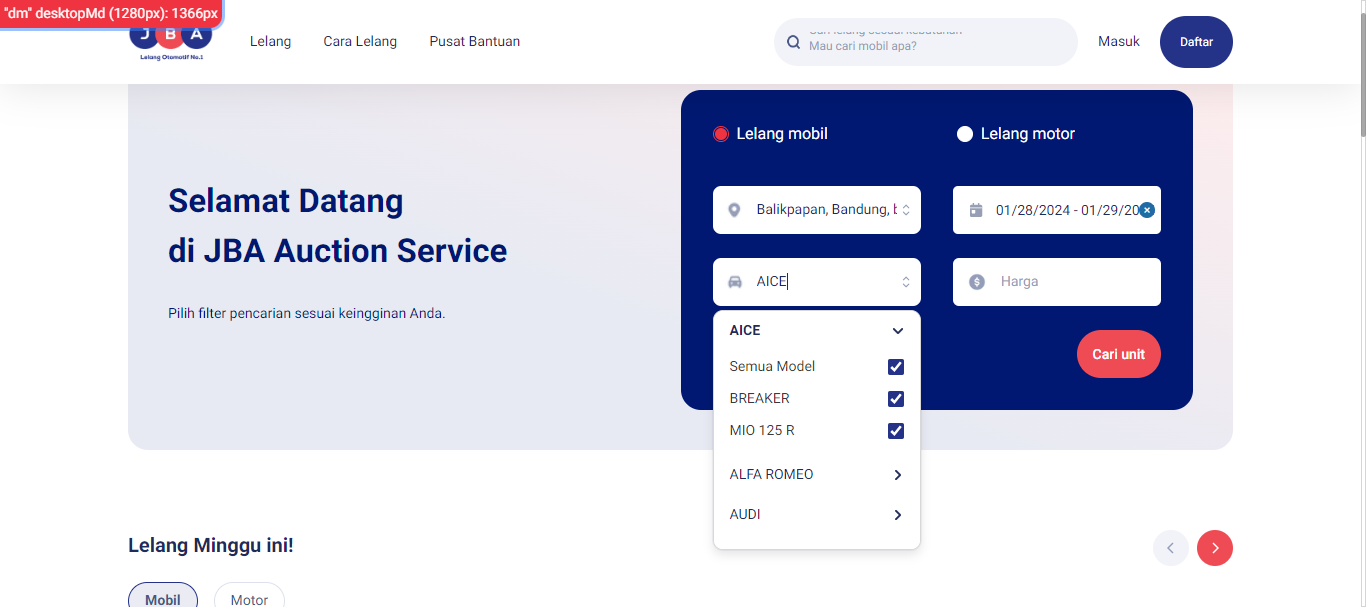 "dm" desktopMd (1280px): 1366px
J B A
Lelang Otomotif No.1
Lelang
Cara Lelang
Pusat Bantuan
Mau cari mobil apa?
Masuk
Daftar
Selamat Datang
di JBA Auction Service
Pilih filter pencarian sesuai keingginan Anda.
Lelang mobil
Lelang motor
Balikpapan, Bandung,
01/28/2024 - 01/29/20
AICE
Harga
AICE
Semua Model
BREAKER
MIO 125 R
ALFA ROMEO
AUDI
Cari unit
Lelang Minggu ini!
Mobil
Motor